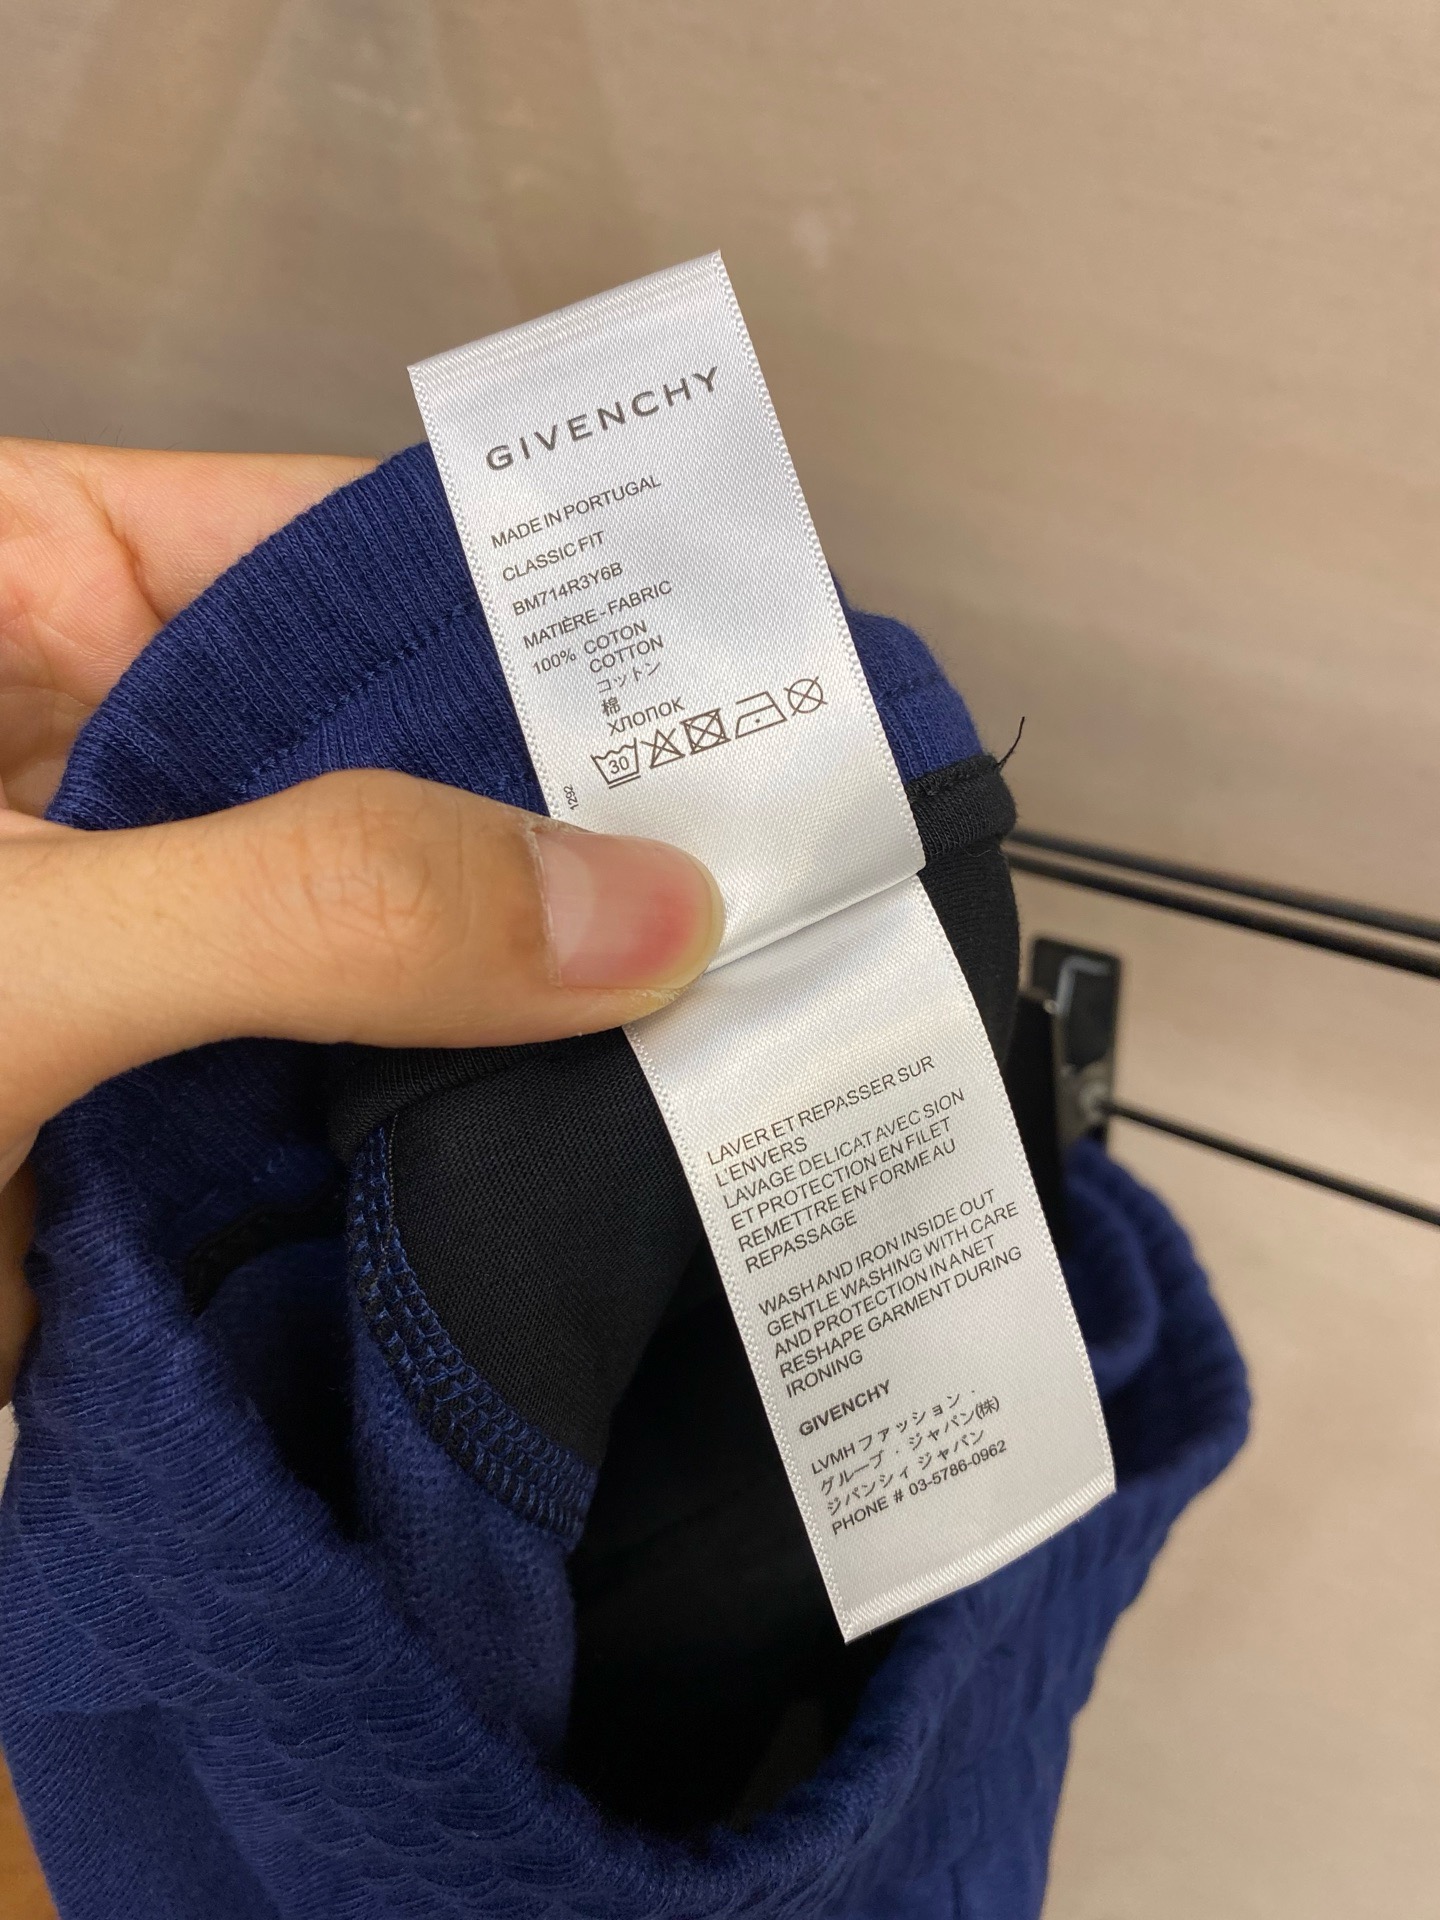 GIVENCHY
MADE IN PORTUGAL
CLASSIC FIT
BM714R3Y6B
MATIÈRE - FABRIC
100% COTON
COTTON
コットン
棉
ХЛОПОК
30
1292
LAVER ET REPASSER SUR
L'ENVERS
LAVAGE DELICAT AVEC SION
ET PROTECTION EN FILET
REMETTRE EN FORME AU
REPASSAGE
WASH AND IRON INSIDE OUT
GENTLE WASHING WITH CARE
AND PROTECTION IN A NET
RESHAPE GARMENT DURING
IRONING
GIVENCHY
LVMH ファッション ·
グループ · ジャパン(株)
ジバンシィ ジャパン
PHONE # 03-5786-0962